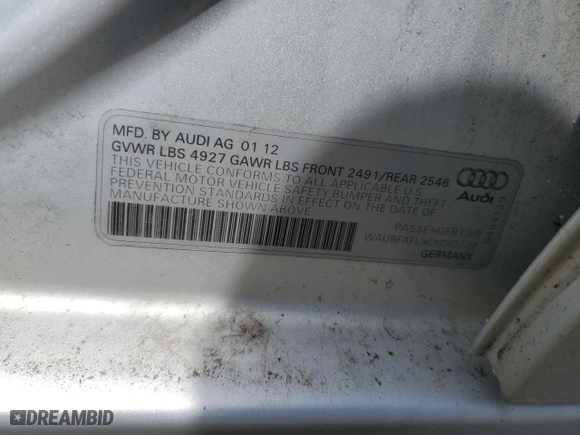 MFD. BY AUDI AG 01 12
GVWR LBS 4927 GAWR LBS FRONT 2491/REAR 2546
THIS VEHICLE CONFORMS TO ALL APPLICABLE U.S.
FEDERAL MOTOR VEHICLE SAFETY,BUMPER AND THEFT
PREVENTION STANDARDS IN EFFECT ON THE DATE OF
MANUFACTURE SHOWN ABOVE
Audi
PASSENGER CAR
GERMANY
DREAMBID